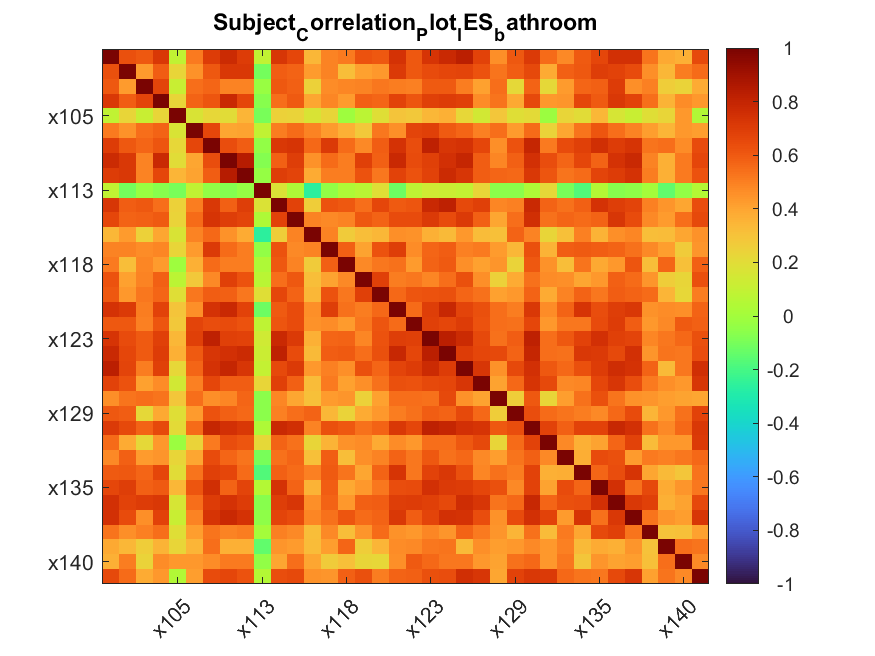 Subject_Correlation_Plot_IES_bathroom
x105
x113
x118
x123
x129
x135
x140
x105
x113
x118
x123
x129
x135
x140
1
0.8
0.6
0.4
0.2
0
-0.2
-0.4
-0.6
-0.8
-1